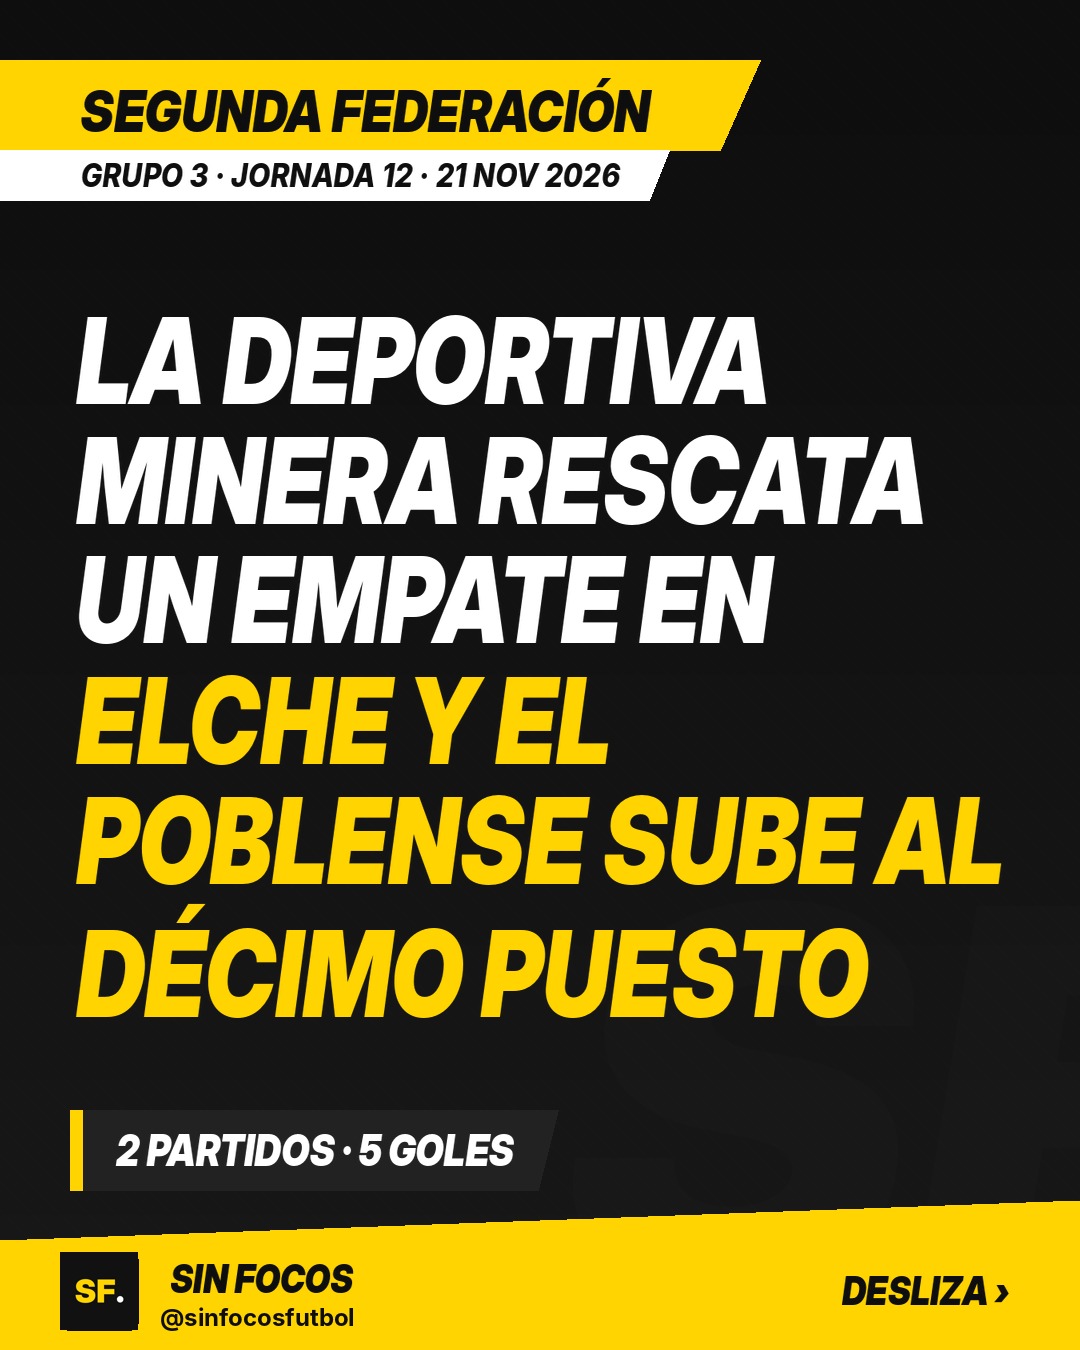 SEGUNDA FEDERACIÓN
GRUPO 3 · JORNADA 12 · 21 NOV 2026
LA DEPORTIVA
MINERA RESCATA
UN EMPATE EN
ELCHE Y EL
POBLENSE SUBE AL
DÉCIMO PUESTO
2 PARTIDOS · 5 GOLES
SF.
SIN FOCOS
@sinfocosfutbol
DESLIZA ›